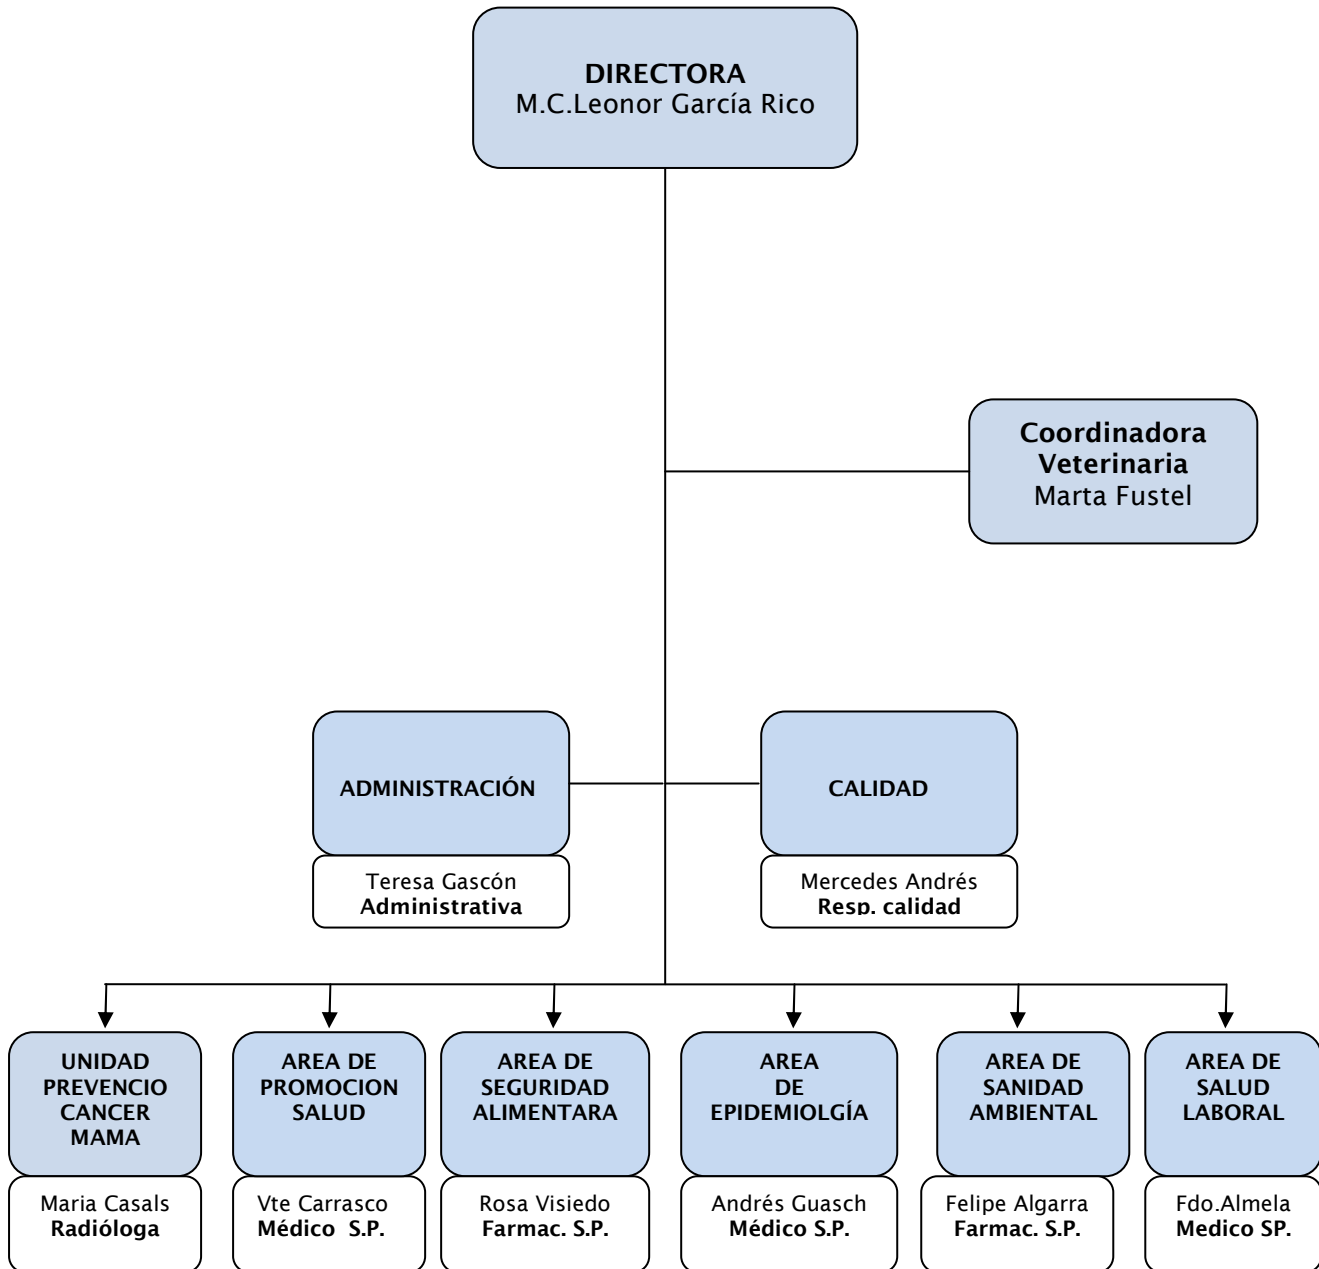 DIRECTORA
M.C.Leonor García Rico
Coordinadora
Veterinaria
Marta Fustel
ADMINISTRACIÓN
Teresa Gascón
Administrativa
CALIDAD
Mercedes Andrés
Resp. calidad
UNIDAD
PREVENCIO
CANCER
MAMA
Maria Casals
Radióloga
AREA DE
PROMOCION
SALUD
Vte Carrasco
Médico S.P.
AREA DE
SEGURIDAD
ALIMENTARA
Rosa Visiedo
Farmac. S.P.
AREA
DE
EPIDEMIOLGÍA
Andrés Guasch
Médico S.P.
AREA DE
SANIDAD
AMBIENTAL
Felipe Algarra
Farmac. S.P.
AREA DE
SALUD
LABORAL
Fdo.Almela
Medico SP.